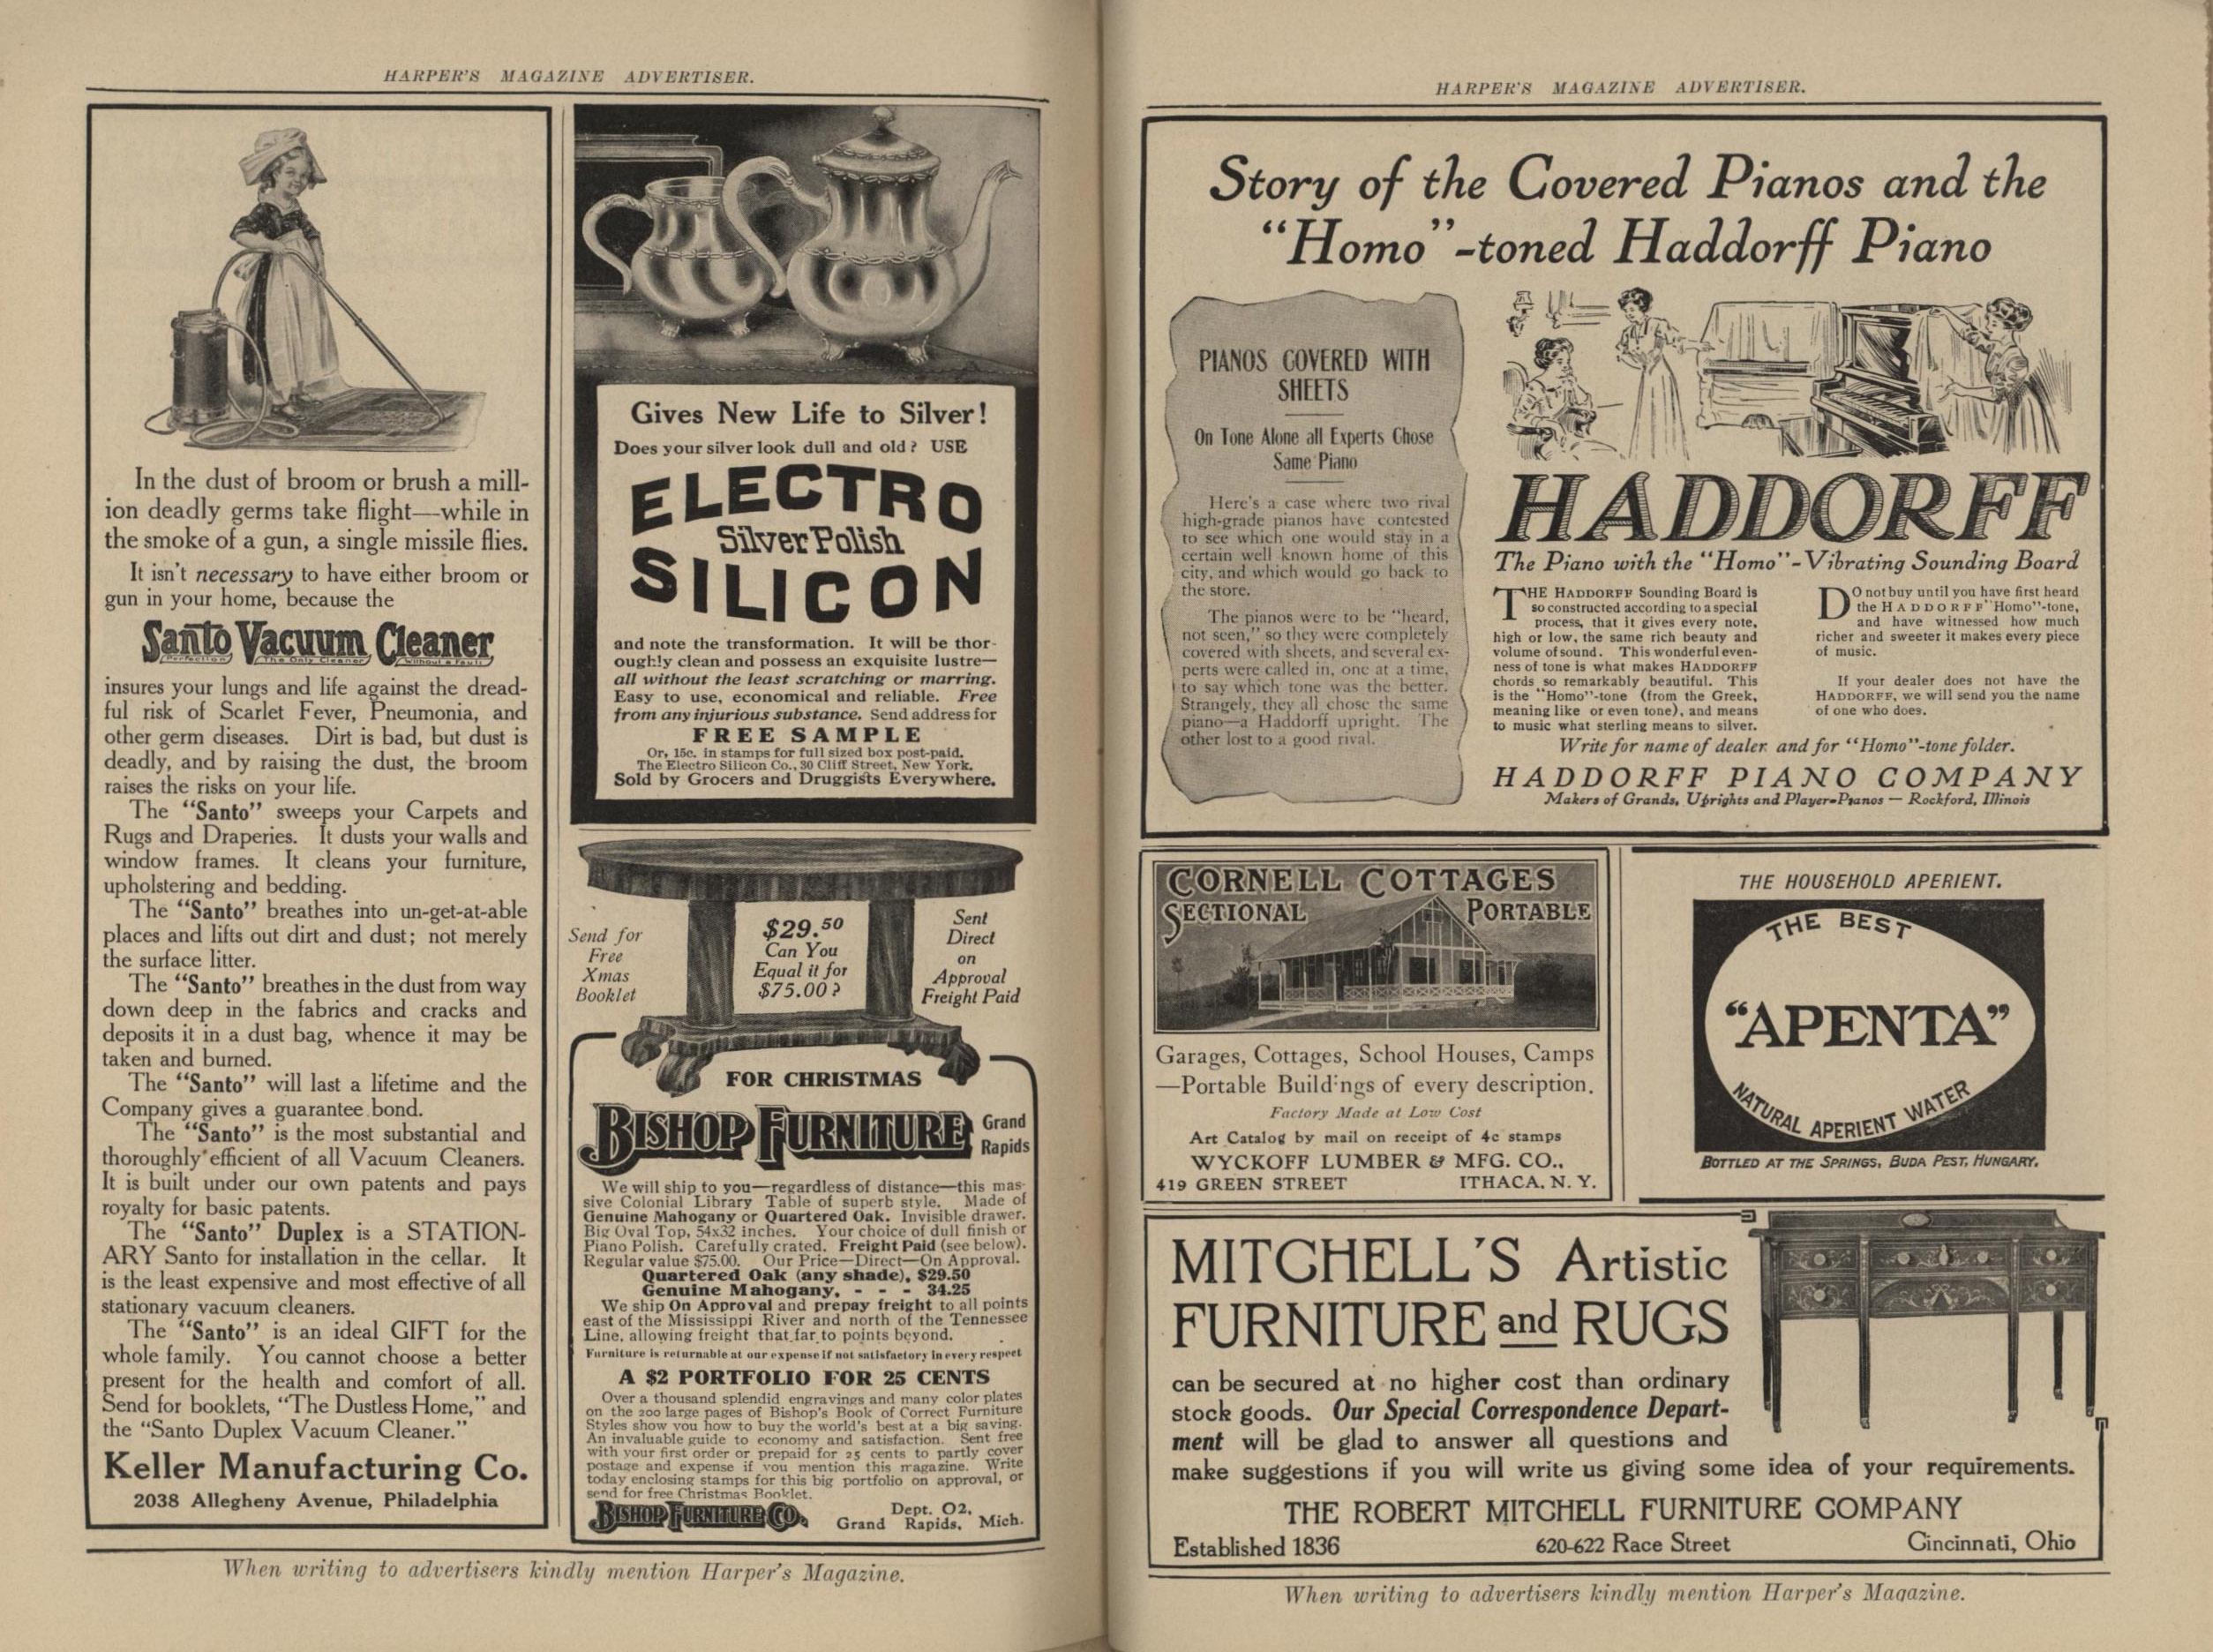 HARPER'S MAGAZINE ADVERTISER.
In the dust of broom or brush a mill-
ion deadly germs take flight—while in
the smoke of a gun, a single missile flies.
It isn't necessary to have either broom or
gun in your home, because the
Santo Vacuum Cleaner
Perfection The Only Cleaner Without a Fault
insures your lungs and life against the dread-
ful risk of Scarlet Fever, Pneumonia, and
other germ diseases. Dirt is bad, but dust is
deadly, and by raising the dust, the broom
raises the risks on your life.
The "Santo" sweeps your Carpets and
Rugs and Draperies. It dusts your walls and
window frames. It cleans your furniture,
upholstering and bedding.
The "Santo" breathes into un-get-at-able
places and lifts out dirt and dust; not merely
the surface litter.
The "Santo" breathes in the dust from way
down deep in the fabrics and cracks and
deposits it in a dust bag, whence it may be
taken and burned.
The "Santo" will last a lifetime and the
Company gives a guarantee bond.
The "Santo" is the most substantial and
thoroughly efficient of all Vacuum Cleaners.
It is built under our own patents and pays
royalty for basic patents.
The "Santo" Duplex is a STATION-
ARY Santo for installation in the cellar. It
is the least expensive and most effective of all
stationary vacuum cleaners.
The "Santo" is an ideal GIFT for the
whole family. You cannot choose a better
present for the health and comfort of all.
Send for booklets, "The Dustless Home," and
the "Santo Duplex Vacuum Cleaner."
Keller Manufacturing Co.
2038 Allegheny Avenue, Philadelphia
Gives New Life to Silver!
Does your silver look dull and old? USE
ELECTRO
Silver Polish
SILICON
and note the transformation. It will be thor-
oughly clean and possess an exquisite lustre—
all without the least scratching or marring.
Easy to use, economical and reliable. Free
from any injurious substance. Send address for
FREE SAMPLE
Or, 15c. in stamps for full sized box post-paid.
The Electro Silicon Co., 30 Cliff Street, New York.
Sold by Grocers and Druggists Everywhere.
Send for
Free
Xmas
Booklet
$29.50
Can You
Equal it for
$75.00?
Sent
Direct
on
Approval
Freight Paid
FOR CHRISTMAS
BISHOP FURNITURE Grand
Rapids
We will ship to you—regardless of distance—this mas-
sive Colonial Library Table of superb style. Made of
Genuine Mahogany or Quartered Oak. Invisible drawer.
Big Oval Top, 54x32 inches. Your choice of dull finish or
Piano Polish. Carefully crated. Freight Paid (see below).
Regular value $75.00. Our Price—Direct—On Approval.
Quartered Oak (any shade), $29.50
Genuine Mahogany, - - - 34.25
We ship On Approval and prepay freight to all points
east of the Mississippi River and north of the Tennessee
Line, allowing freight that far to points beyond.
Furniture is returnable at our expense if not satisfactory in every respect
A $2 PORTFOLIO FOR 25 CENTS
Over a thousand splendid engravings and many color plates
on the 200 large pages of Bishop's Book of Correct Furniture
Styles show you how to buy the world's best at a big saving.
An invaluable guide to economy and satisfaction. Sent free
with your first order or prepaid for 25 cents to partly cover
postage and expense if you mention this magazine. Write
today enclosing stamps for this big portfolio on approval, or
send for free Christmas Booklet.
BISHOP FURNITURE CO. Dept. O2,
Grand Rapids, Mich.
When writing to advertisers kindly mention Harper's Magazine.
HARPER'S MAGAZINE ADVERTISER.
Story of the Covered Pianos and the
"Homo"-toned Haddorff Piano
PIANOS COVERED WITH
SHEETS
On Tone Alone all Experts Chose
Same Piano
Here's a case where two rival
high-grade pianos have contested
to see which one would stay in a
certain well known home of this
city, and which would go back to
the store.
The pianos were to be "heard,
not seen," so they were completely
covered with sheets, and several ex-
perts were called in, one at a time,
to say which tone was the better.
Strangely, they all chose the same
piano—a Haddorff upright. The
other lost to a good rival.
HADDORFF
The Piano with the "Homo"-Vibrating Sounding Board
THE HADDORFF Sounding Board is
so constructed according to a special
process, that it gives every note,
high or low, the same rich beauty and
volume of sound. This wonderful even-
ness of tone is what makes HADDORFF
chords so remarkably beautiful. This
is the "Homo"-tone (from the Greek,
meaning like or even tone), and means
to music what sterling means to silver.
DO not buy until you have first heard
the HADDORFF "Homo"-tone,
and have witnessed how much
richer and sweeter it makes every piece
of music.
If your dealer does not have the
HADDORFF, we will send you the name
of one who does.
Write for name of dealer and for "Homo"-tone folder.
HADDORFF PIANO COMPANY
Makers of Grands, Uprights and Player-Pianos — Rockford, Illinois
CORNELL COTTAGES
SECTIONAL PORTABLE
Garages, Cottages, School Houses, Camps
—Portable Buildings of every description.
Factory Made at Low Cost
Art Catalog by mail on receipt of 4c stamps
WYCKOFF LUMBER & MFG. CO.,
419 GREEN STREET ITHACA, N. Y.
THE HOUSEHOLD APERIENT.
THE BEST
"APENTA"
NATURAL APERIENT WATER
BOTTLED AT THE SPRINGS, BUDA PEST, HUNGARY.
MITCHELL'S Artistic
FURNITURE and RUGS
can be secured at no higher cost than ordinary
stock goods. Our Special Correspondence Depart-
ment will be glad to answer all questions and
make suggestions if you will write us giving some idea of your requirements.
THE ROBERT MITCHELL FURNITURE COMPANY
Established 1836 620-622 Race Street Cincinnati, Ohio
When writing to advertisers kindly mention Harper's Magazine.